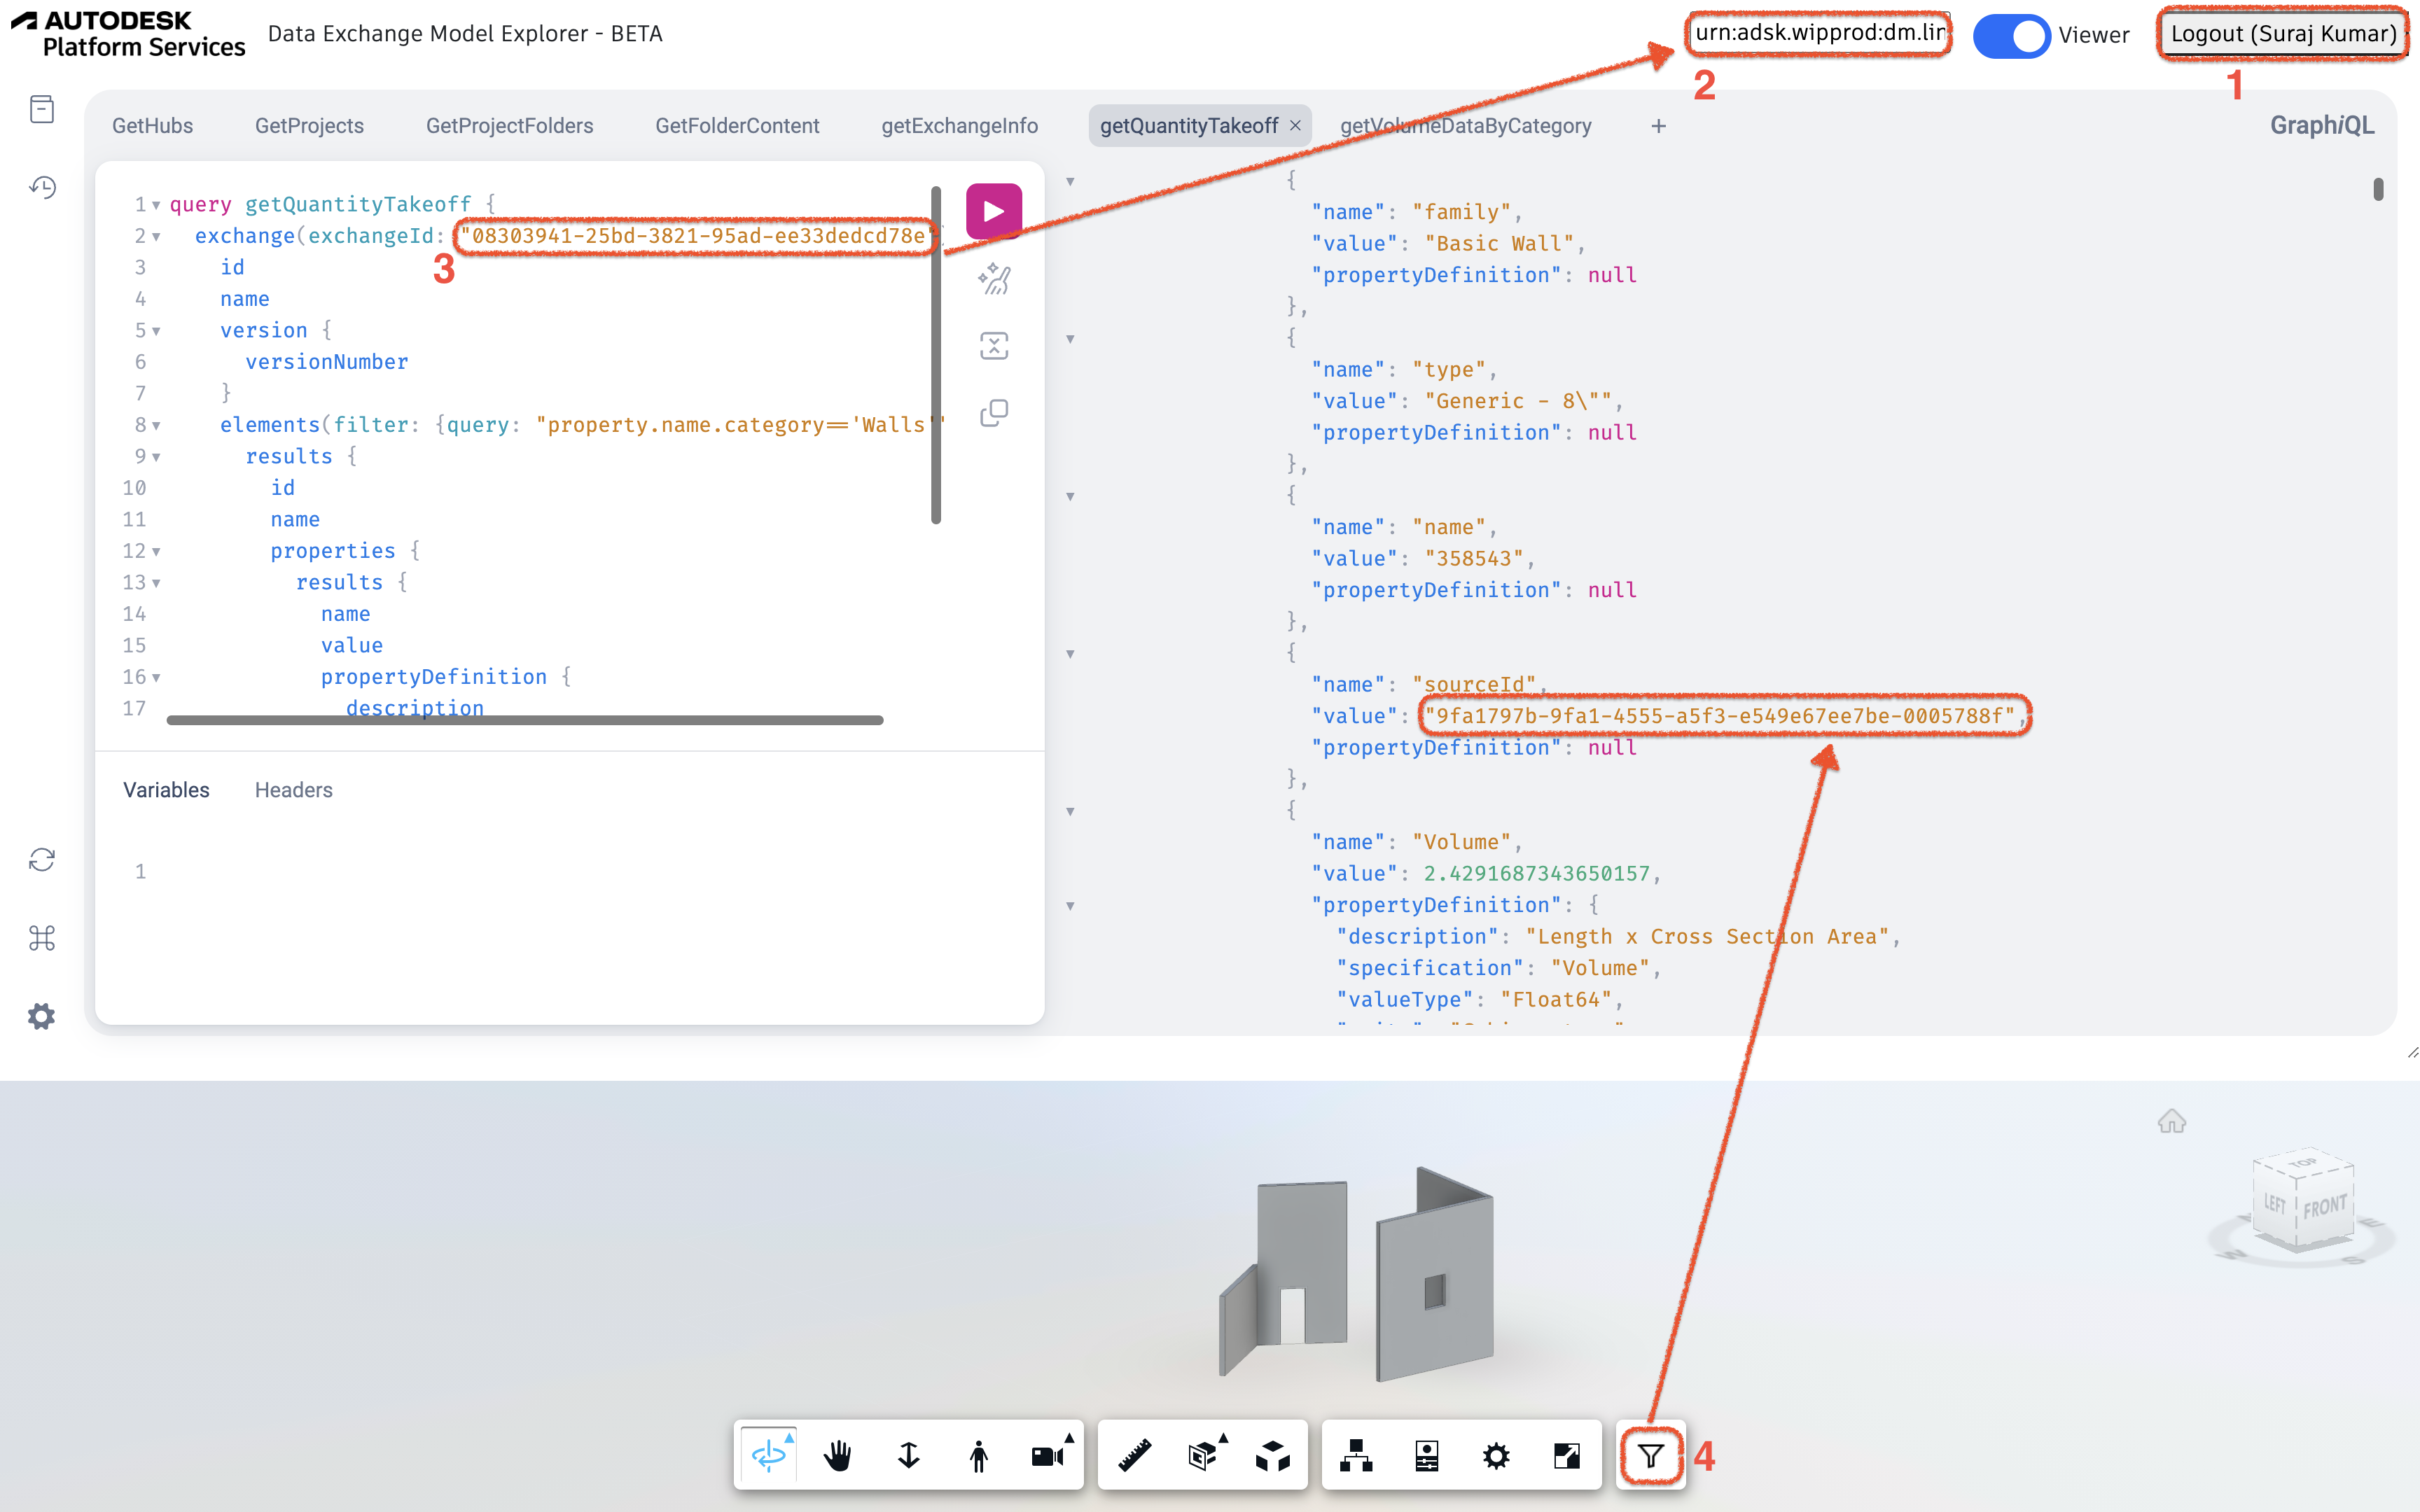 AUTODESK
Platform Services
Data Exchange Model Explorer - BETA
urn:adsk.wipprod:dm.lin
Viewer
Logout (Suraj Kumar)
2
1
GetHubs
GetProjects
GetProjectFolders
GetFolderContent
getExchangeInfo
getQuantityTakeoff ×
getVolumeDataByCategory
+
GraphiQL
1 query getQuantityTakeoff {
2 exchange(exchangeId: "08303941-25bd-3821-95ad-ee33dedcd78e"
3
3 id
4 name
5 version {
6 versionNumber
7 }
8 elements(filter: {query: "property.name.category=='Walls'"
9 results {
10 id
11 name
12 properties {
13 results {
14 name
15 value
16 propertyDefinition {
17 description
Variables
Headers
1
{
"name": "family",
"value": "Basic Wall",
"propertyDefinition": null
},
{
"name": "type",
"value": "Generic - 8\"",
"propertyDefinition": null
},
{
"name": "name",
"value": "358543",
"propertyDefinition": null
},
{
"name": "sourceId",
"value": "9fa1797b-9fa1-4555-a5f3-e549e67ee7be-0005788f",
"propertyDefinition": null
},
{
"name": "Volume",
"value": 2.4291687343650157,
"propertyDefinition": {
"description": "Length x Cross Section Area",
"specification": "Volume",
"valueType": "Float64",
TOP
LEFT
FRONT
4